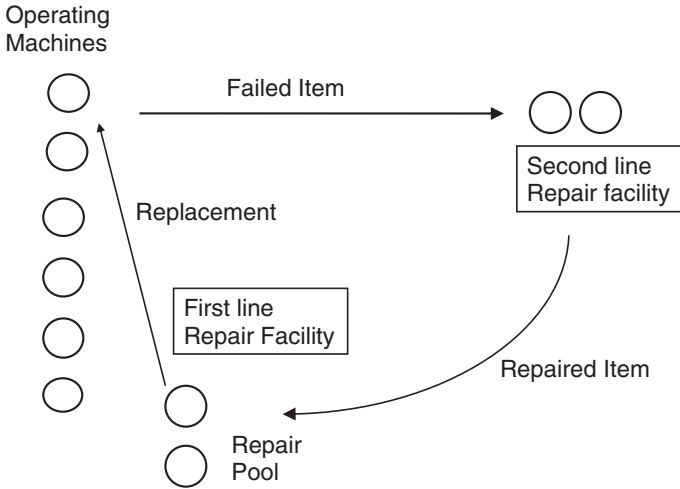 Operating
Machines
Failed Item
Second line
Repair facility
Replacement
First line
Repair Facility
Repaired Item
Repair
Pool